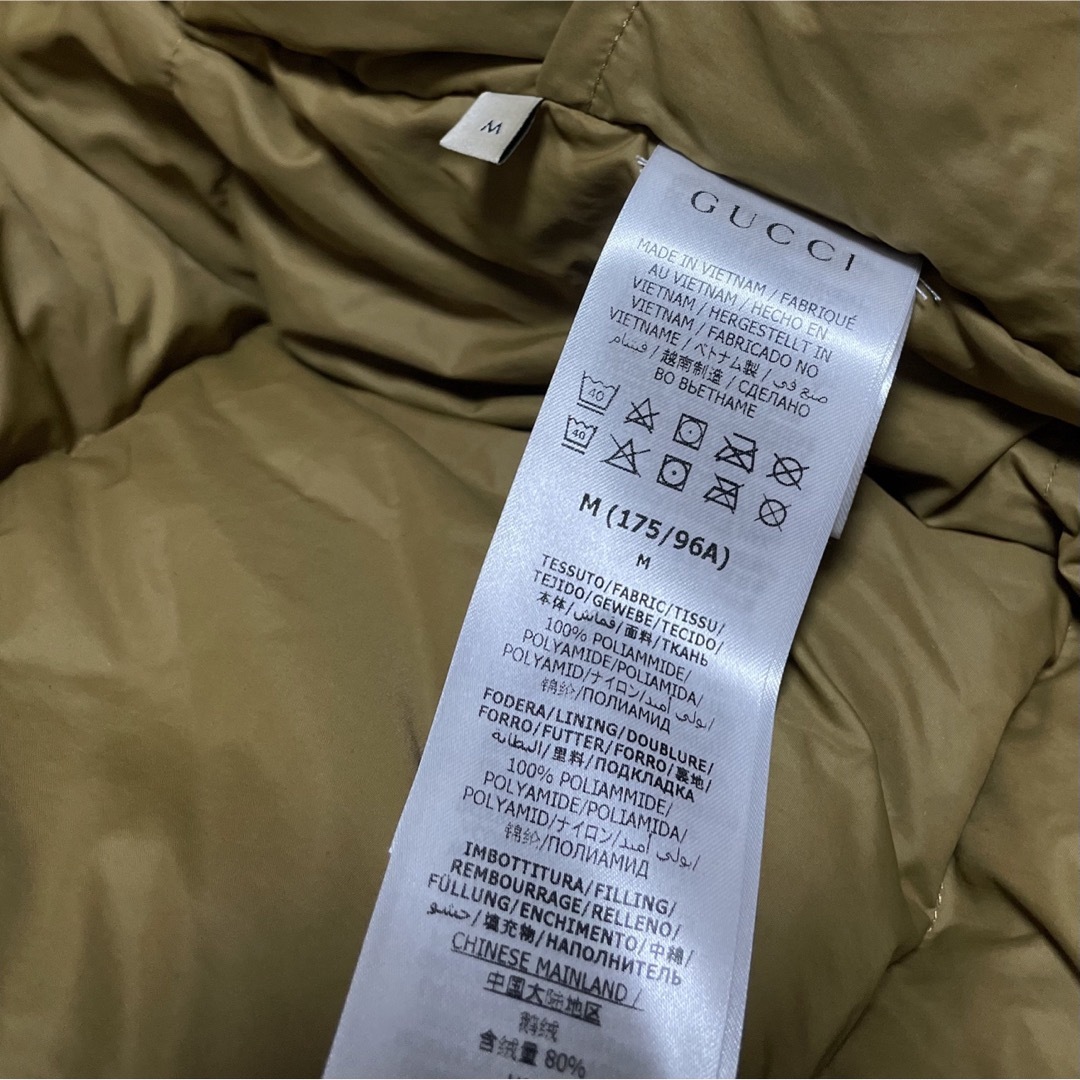 M
GUCCI
MADE IN VIETNAM / FABRIQUÉ
AU VIETNAM / HECHO EN
VIETNAM / HERGESTELLT IN
VIETNAM / FABRICADO NO
VIETNAME / ベトナム製 / صنع في
فيتنام / 越南制造 / СДЕЛАНО
ВО ВЬЕТНАМЕ
40
40
M (175/96A)
M
TESSUTO/FABRIC/TISSU/
TEJIDO/GEWEBE/TECIDO/
本体/قماش/面料/ТКАНЬ
100% POLIAMMIDE/
POLYAMIDE/POLIAMIDA/
POLYAMID/ナイロン/بولي أميد/
锦纶/ПОЛИАМИД
FODERA/LINING/DOUBLURE/
FORRO/FUTTER/FORRO/裏地/
البطانة/里料/ПОДКЛАДКА
100% POLIAMMIDE/
POLYAMIDE/POLIAMIDA/
POLYAMID/ナイロン/بولي أميد/
锦纶/ПОЛИАМИД
IMBOTTITURA/FILLING/
REMBOURRAGE/RELLENO/
FÜLLUNG/ENCHIMENTO/中綿/
حشو/填充物/НАПОЛНИТЕЛЬ
CHINESE MAINLAND /
中国大陆地区
鹅绒
含绒量 80%